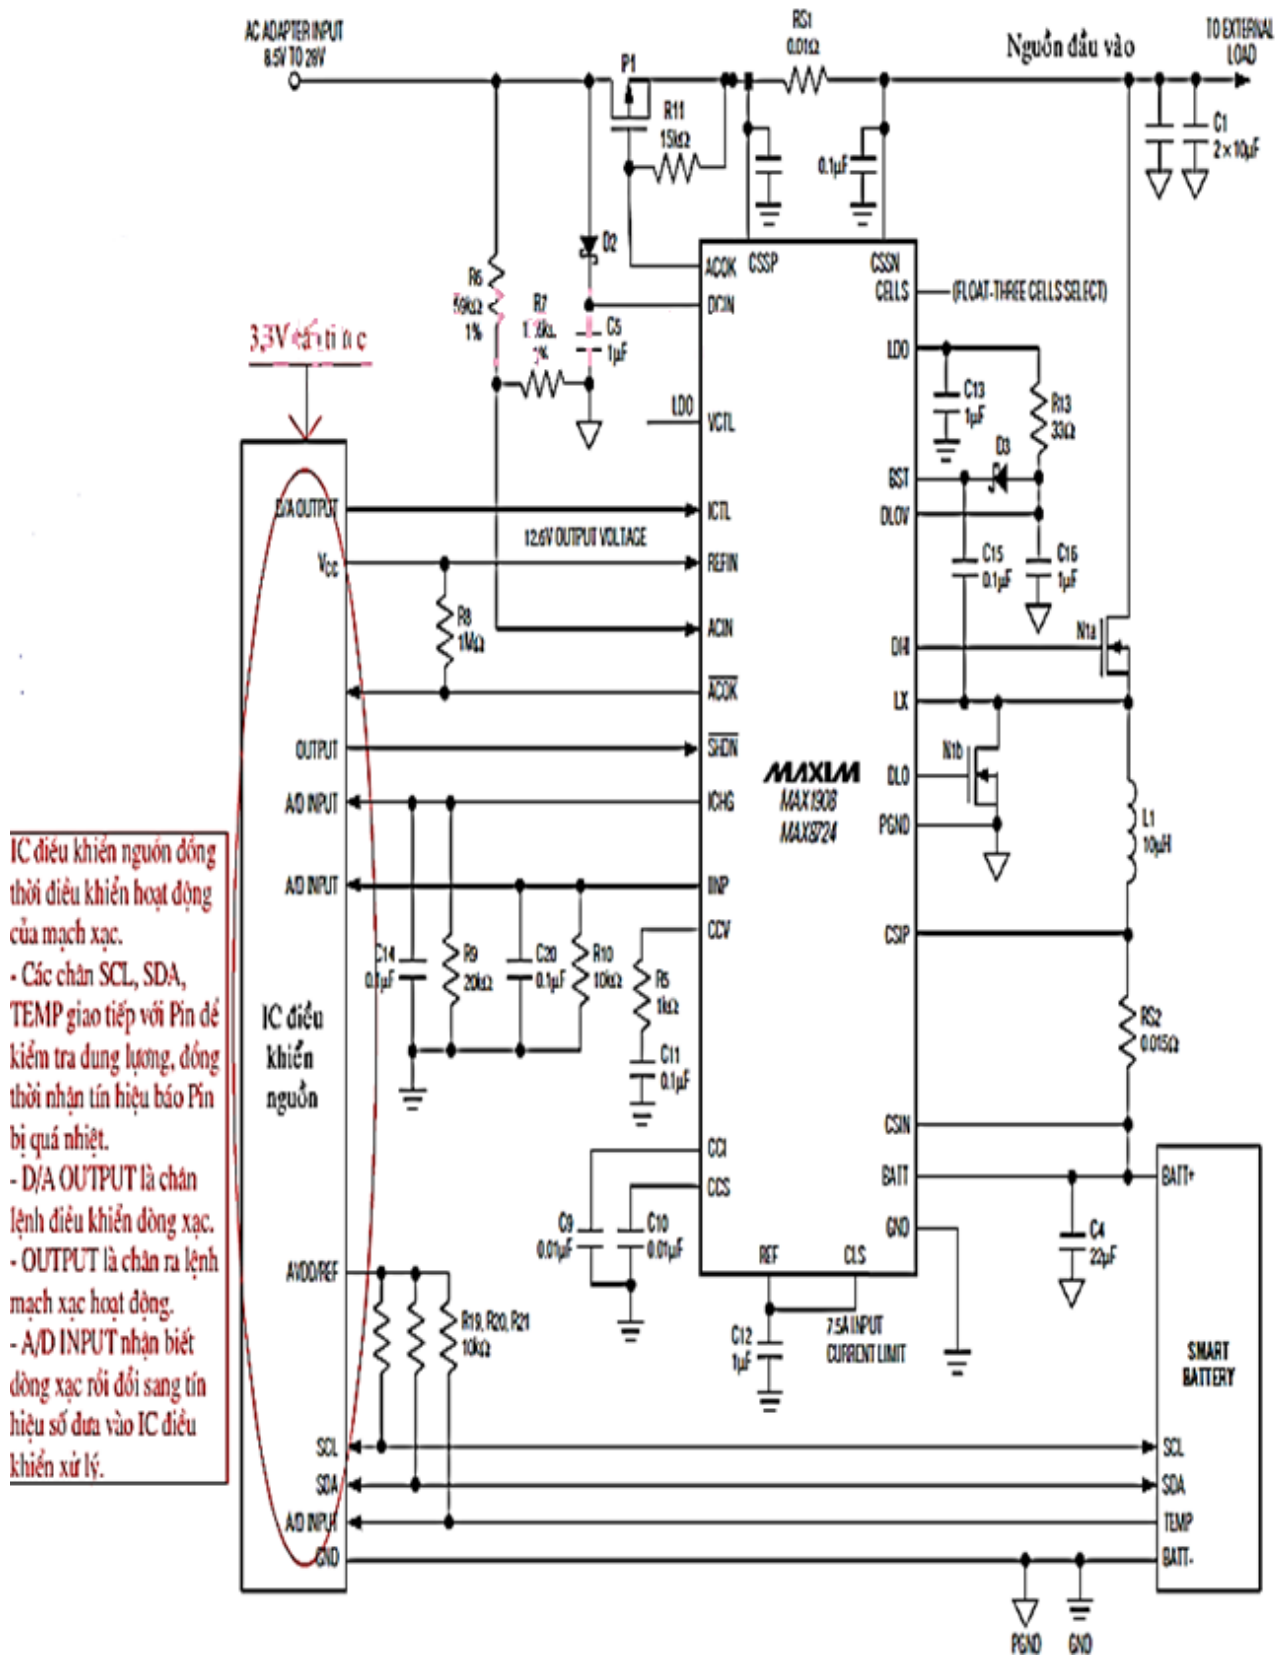 AC ADAPTER INPUT
8.5V TO 28V
RS1
0.01Ω
Nguồn đầu vào
TO EXTERNAL
LOAD
P1
R11
15kΩ
0.1µF
C1
2×10µF
D2
ACOK
CSSP
CSSN
CELLS
(FLOAT-THREE CELLS SELECT)
DCIN
R6
59kΩ
1%
R7
C5
1µF
3,3V
LDO
C13
1µF
R13
33Ω
LDO
VCTL
D3
BST
DLOV
D/A OUTPUT
ICTL
12.6V OUTPUT VOLTAGE
VCC
REFIN
C15
0.1µF
C16
1µF
R8
1MΩ
ACIN
N1a
DHI
ACOK
LX
OUTPUT
SHDN
N1b
DLO
MAXIM
MAX1908
MAX8724
A/D INPUT
ICHG
PGND
L1
10µH
IC điều khiển nguồn đồng
thời điều khiển hoạt động
của mạch xạc.
- Các chân SCL, SDA,
TEMP giao tiếp với Pin để
kiểm tra dung lượng, đồng
thời nhận tín hiệu báo Pin
bị quá nhiệt.
- D/A OUTPUT là chân
lệnh điều khiển dòng xạc.
- OUTPUT là chân ra lệnh
mạch xạc hoạt động.
- A/D INPUT nhận biết
dòng xạc rồi đổi sang tín
hiệu số đưa vào IC điều
khiển xử lý.
A/D INPUT
IINP
CCV
CSIP
C14
0.1µF
R9
20kΩ
C20
0.1µF
R10
10kΩ
R5
1kΩ
C11
0.1µF
IC điều
khiển
nguồn
RS2
0.015Ω
CSIN
CCI
BATT
BATT+
CCS
C9
0.01µF
C10
0.01µF
GND
C4
22µF
REF
CLS
AVDD/REF
R19, R20, R21
10kΩ
C12
1µF
7.5A INPUT
CURRENT LIMIT
SMART
BATTERY
SCL
SCL
SDA
SDA
A/D INPUT
TEMP
GND
BATT-
PGND
GND